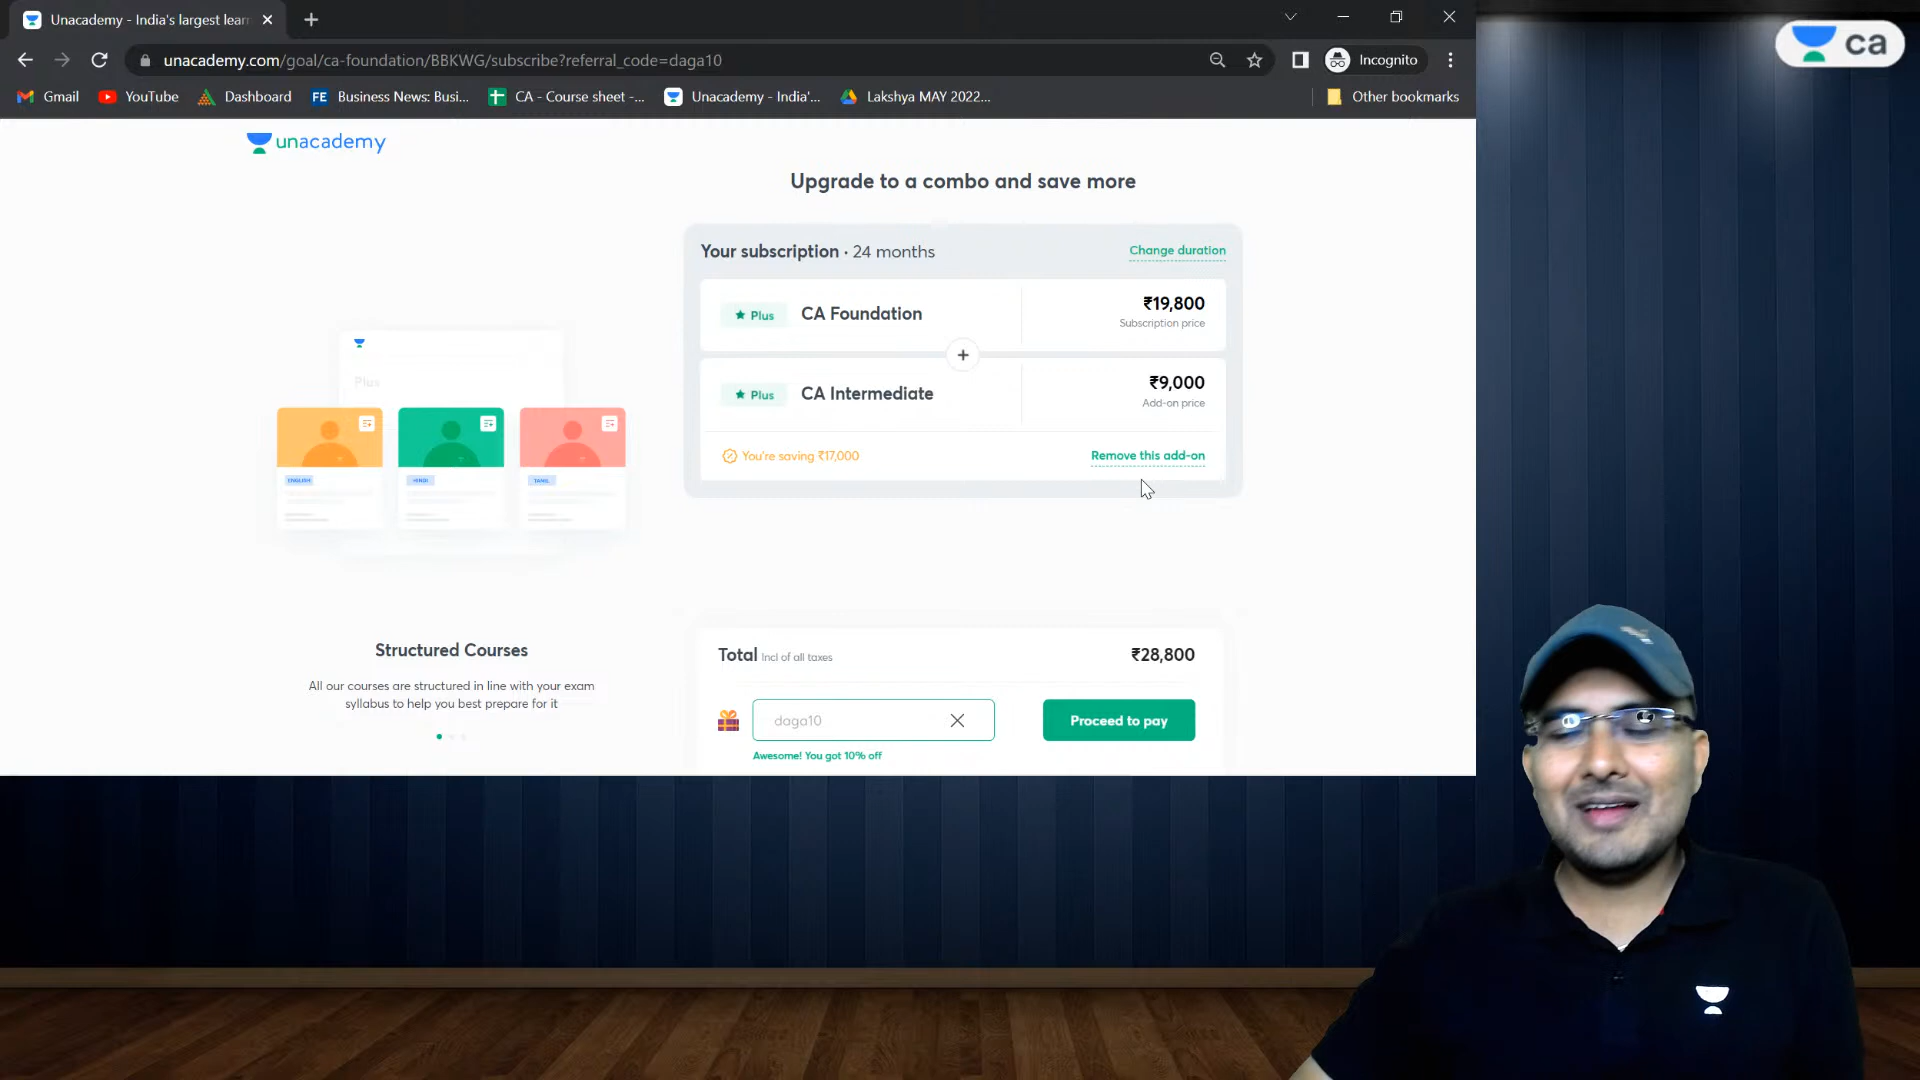 Unacademy - India's largest lear
unacademy.com/goal/ca-foundation/BBKWG/subscribe?referral_code=daga10
Incognito
Gmail
YouTube
Dashboard
FE Business News: Busi...
CA - Course sheet -...
Unacademy - India'...
Lakshya MAY 2022...
Other bookmarks
ca
unacademy
Upgrade to a combo and save more
Your subscription · 24 months
Change duration
Plus
CA Foundation
₹19,800
Subscription price
+
Plus
CA Intermediate
₹9,000
Add-on price
You're saving ₹17,000
Remove this add-on
Plus
ENGLISH
HINDI
TAMIL
Structured Courses
All our courses are structured in line with your exam
syllabus to help you best prepare for it
Total Incl of all taxes
₹28,800
daga10
Proceed to pay
Awesome! You got 10% off